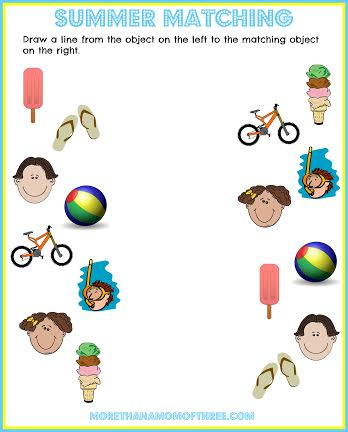 SUMMER MATCHING
Draw a line from the object on the left to the matching object
on the right.
MORETHANAMOMOFTHREE.COM